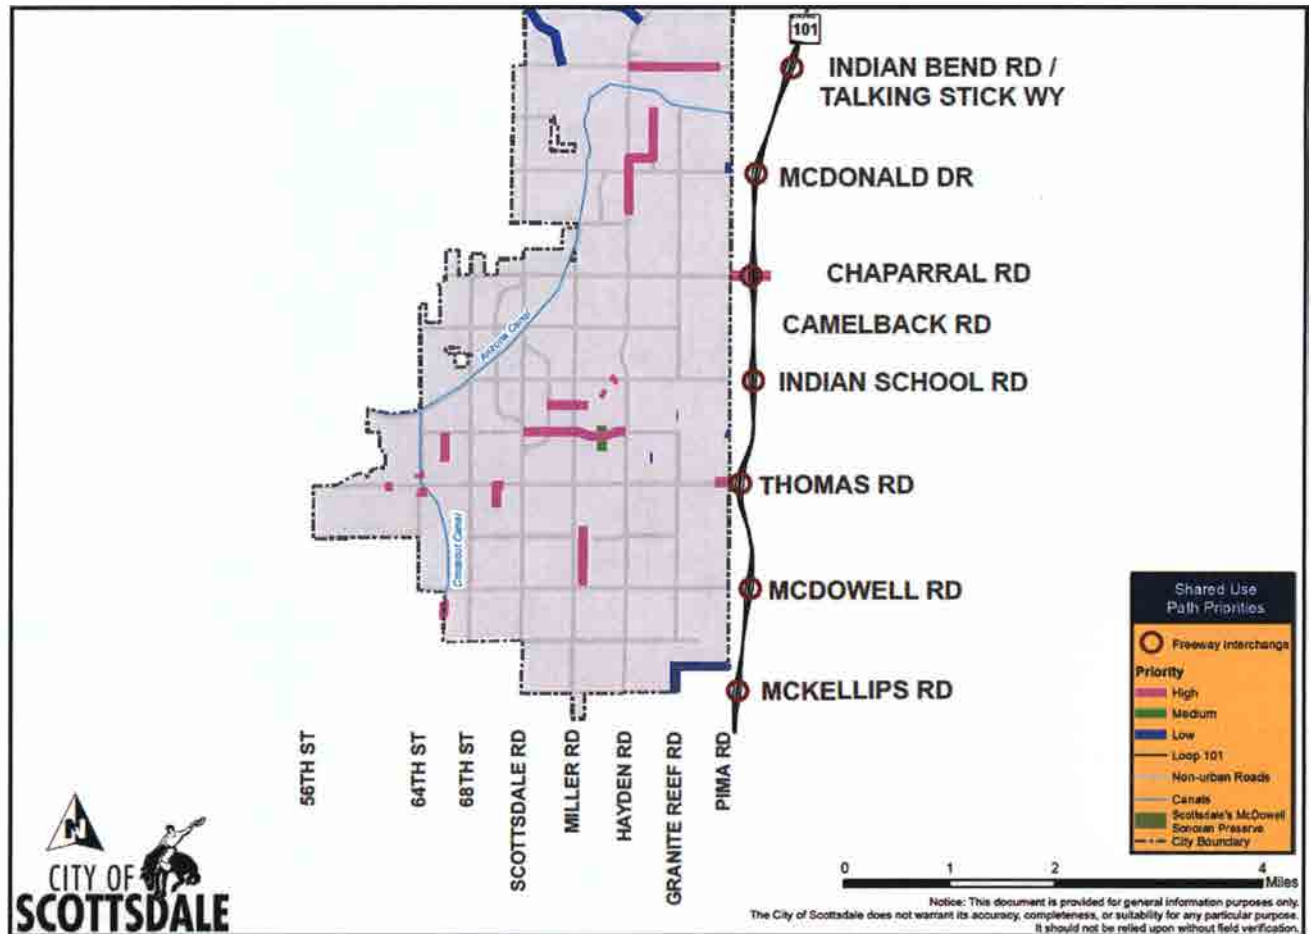 101
INDIAN BEND RD /
TALKING STICK WY
MCDONALD DR
CHAPARRAL RD
CAMELBACK RD
INDIAN SCHOOL RD
THOMAS RD
MCDOWELL RD
MCKELLIPS RD
Arizona Canal
Crosscut Canal
56TH ST
64TH ST
68TH ST
SCOTTSDALE RD
MILLER RD
HAYDEN RD
GRANITE REEF RD
PIMA RD
Shared Use
Path Priorities
Freeway Interchange
Priority
High
Medium
Low
Loop 101
Non-urban Roads
Canals
Scottsdale's McDowell
Sonoran Preserve
City Boundary
N
CITY OF
SCOTTSDALE
0 1 2 4
Miles
Notice: This document is provided for general information purposes only.
The City of Scottsdale does not warrant its accuracy, completeness, or suitability for any particular purpose.
It should not be relied upon without field verification.